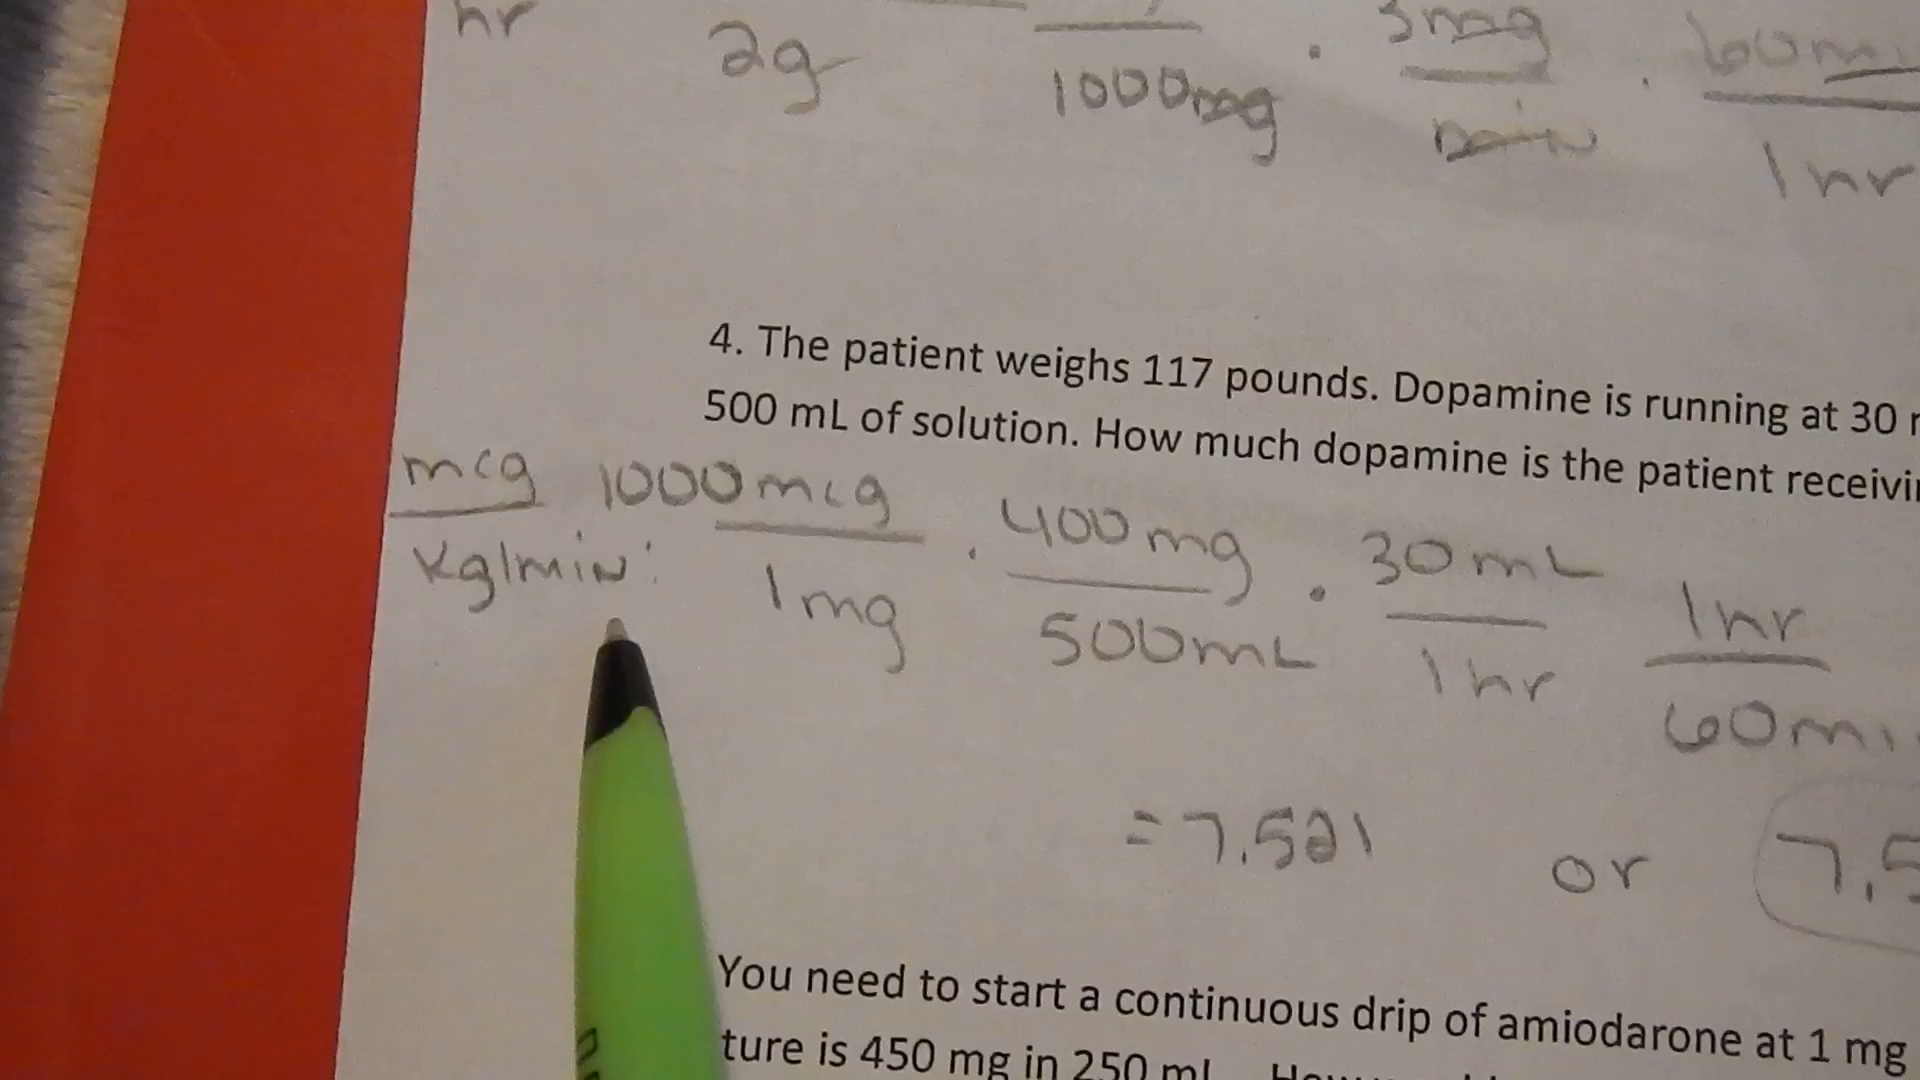 hr 2g 1000mg · 3mg/min · 60mi 1hr
4. The patient weighs 117 pounds. Dopamine is running at 30
500 mL of solution. How much dopamine is the patient
mcg/kg/min: 1000mcg/1mg · 400mg/500mL · 30mL/1hr 1hr/60mi
= 7.521 or 7.5
You need to start a continuous drip of amiodarone at 1 mg
ture is 450 mg in 250 mL